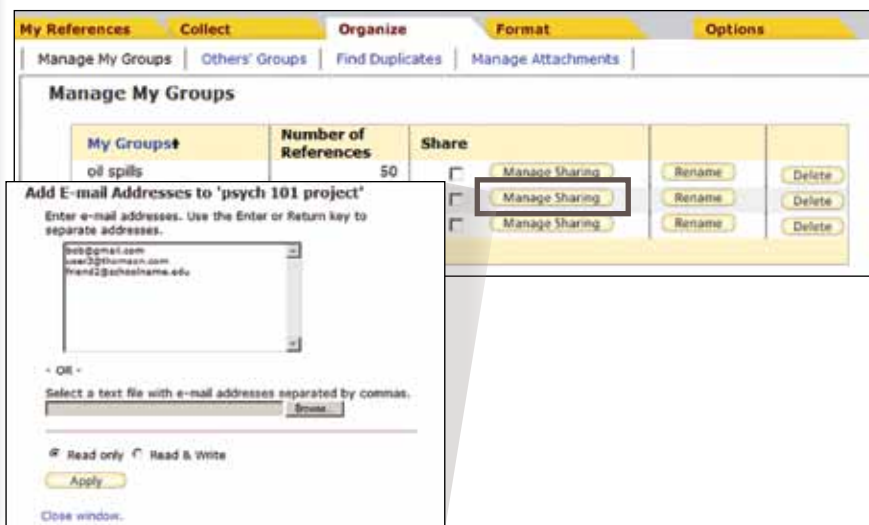 My References Collect Organize Format Options
Manage My Groups Others' Groups Find Duplicates Manage Attachments
Manage My Groups
My Groups Number of References Share
oil spills 50 Manage Sharing Rename Delete
Manage Sharing Rename Delete
Manage Sharing Rename Delete
Add E-mail Addresses to 'psych 101 project'
Enter e-mail addresses. Use the Enter or Return key to
separate addresses.
bob@gmail.com
user3@thomson.com
friend2@schoolname.edu
- OR -
Select a text file with e-mail addresses separated by commas.
Browse...
Read only Read & Write
Apply
Close window.